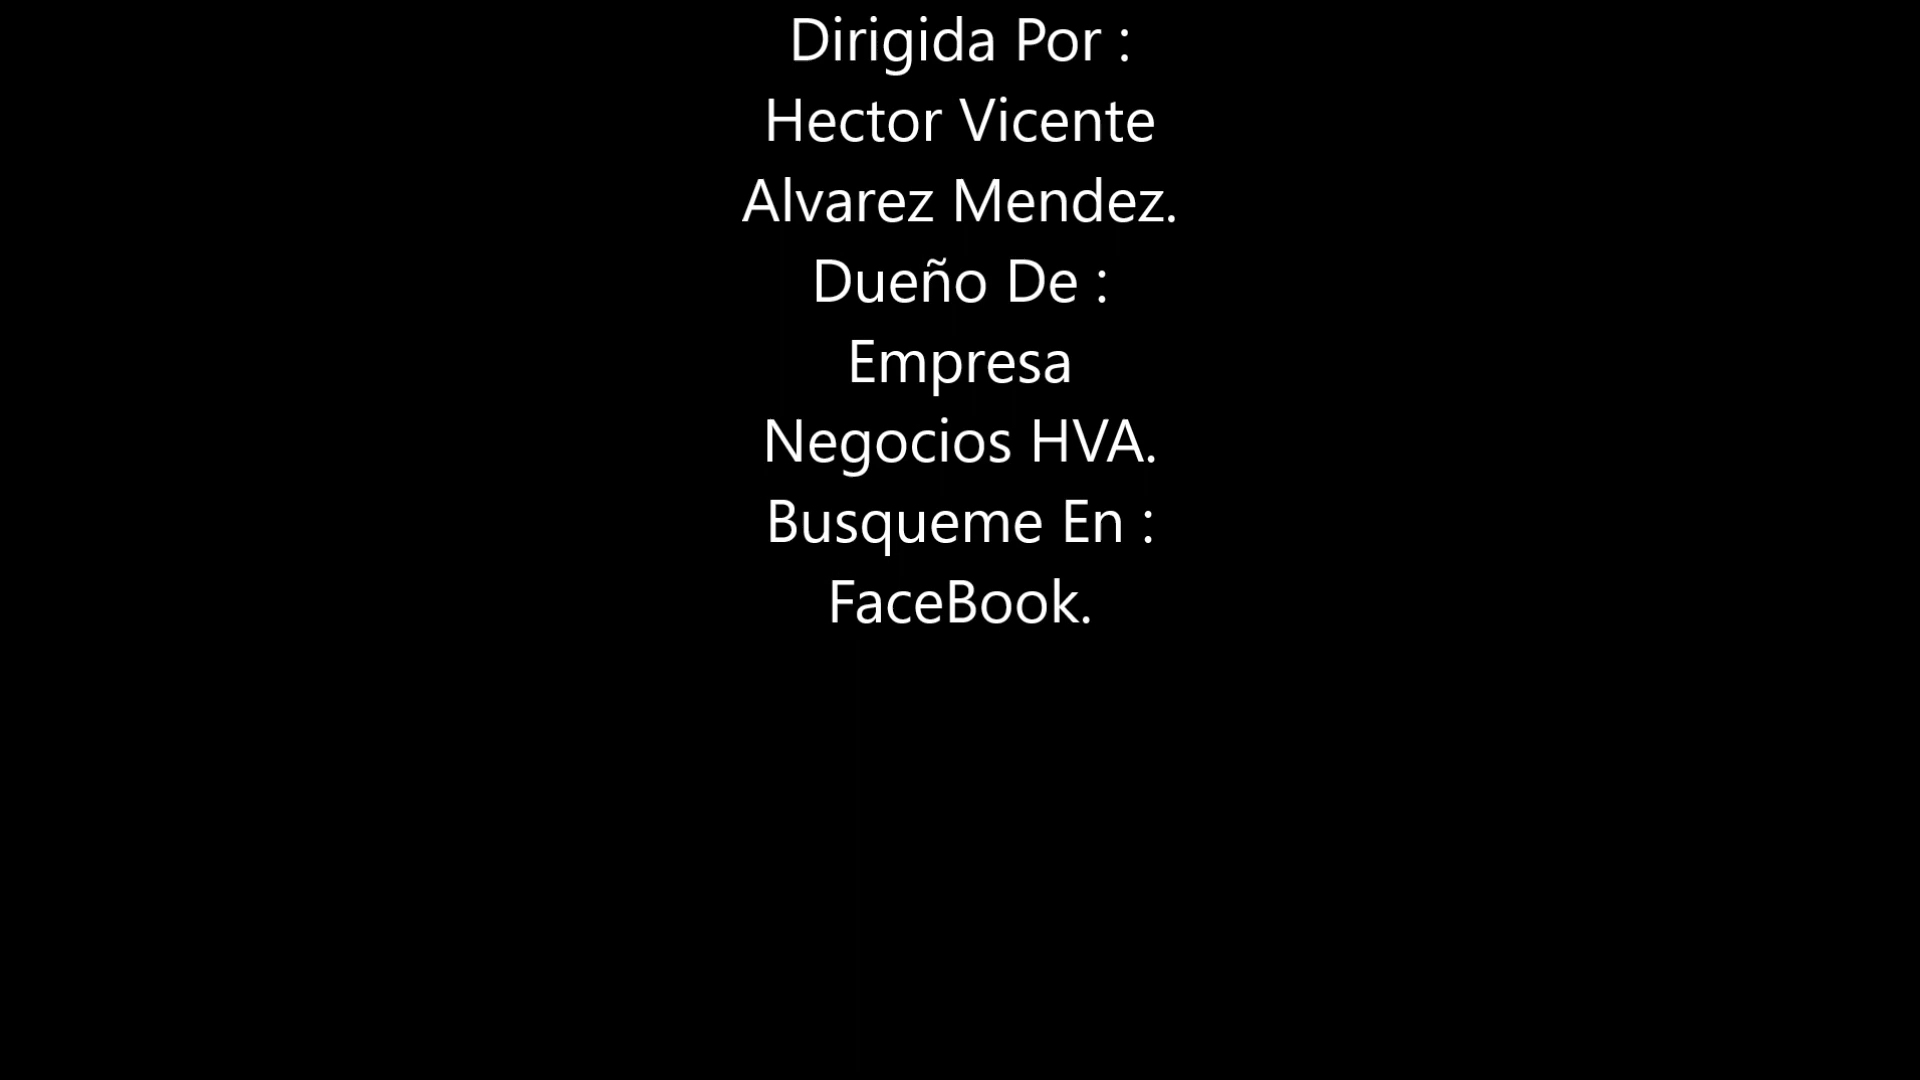 Dirigida Por :
Hector Vicente
Alvarez Mendez.
Dueño De :
Empresa
Negocios HVA.
Busqueme En :
FaceBook.